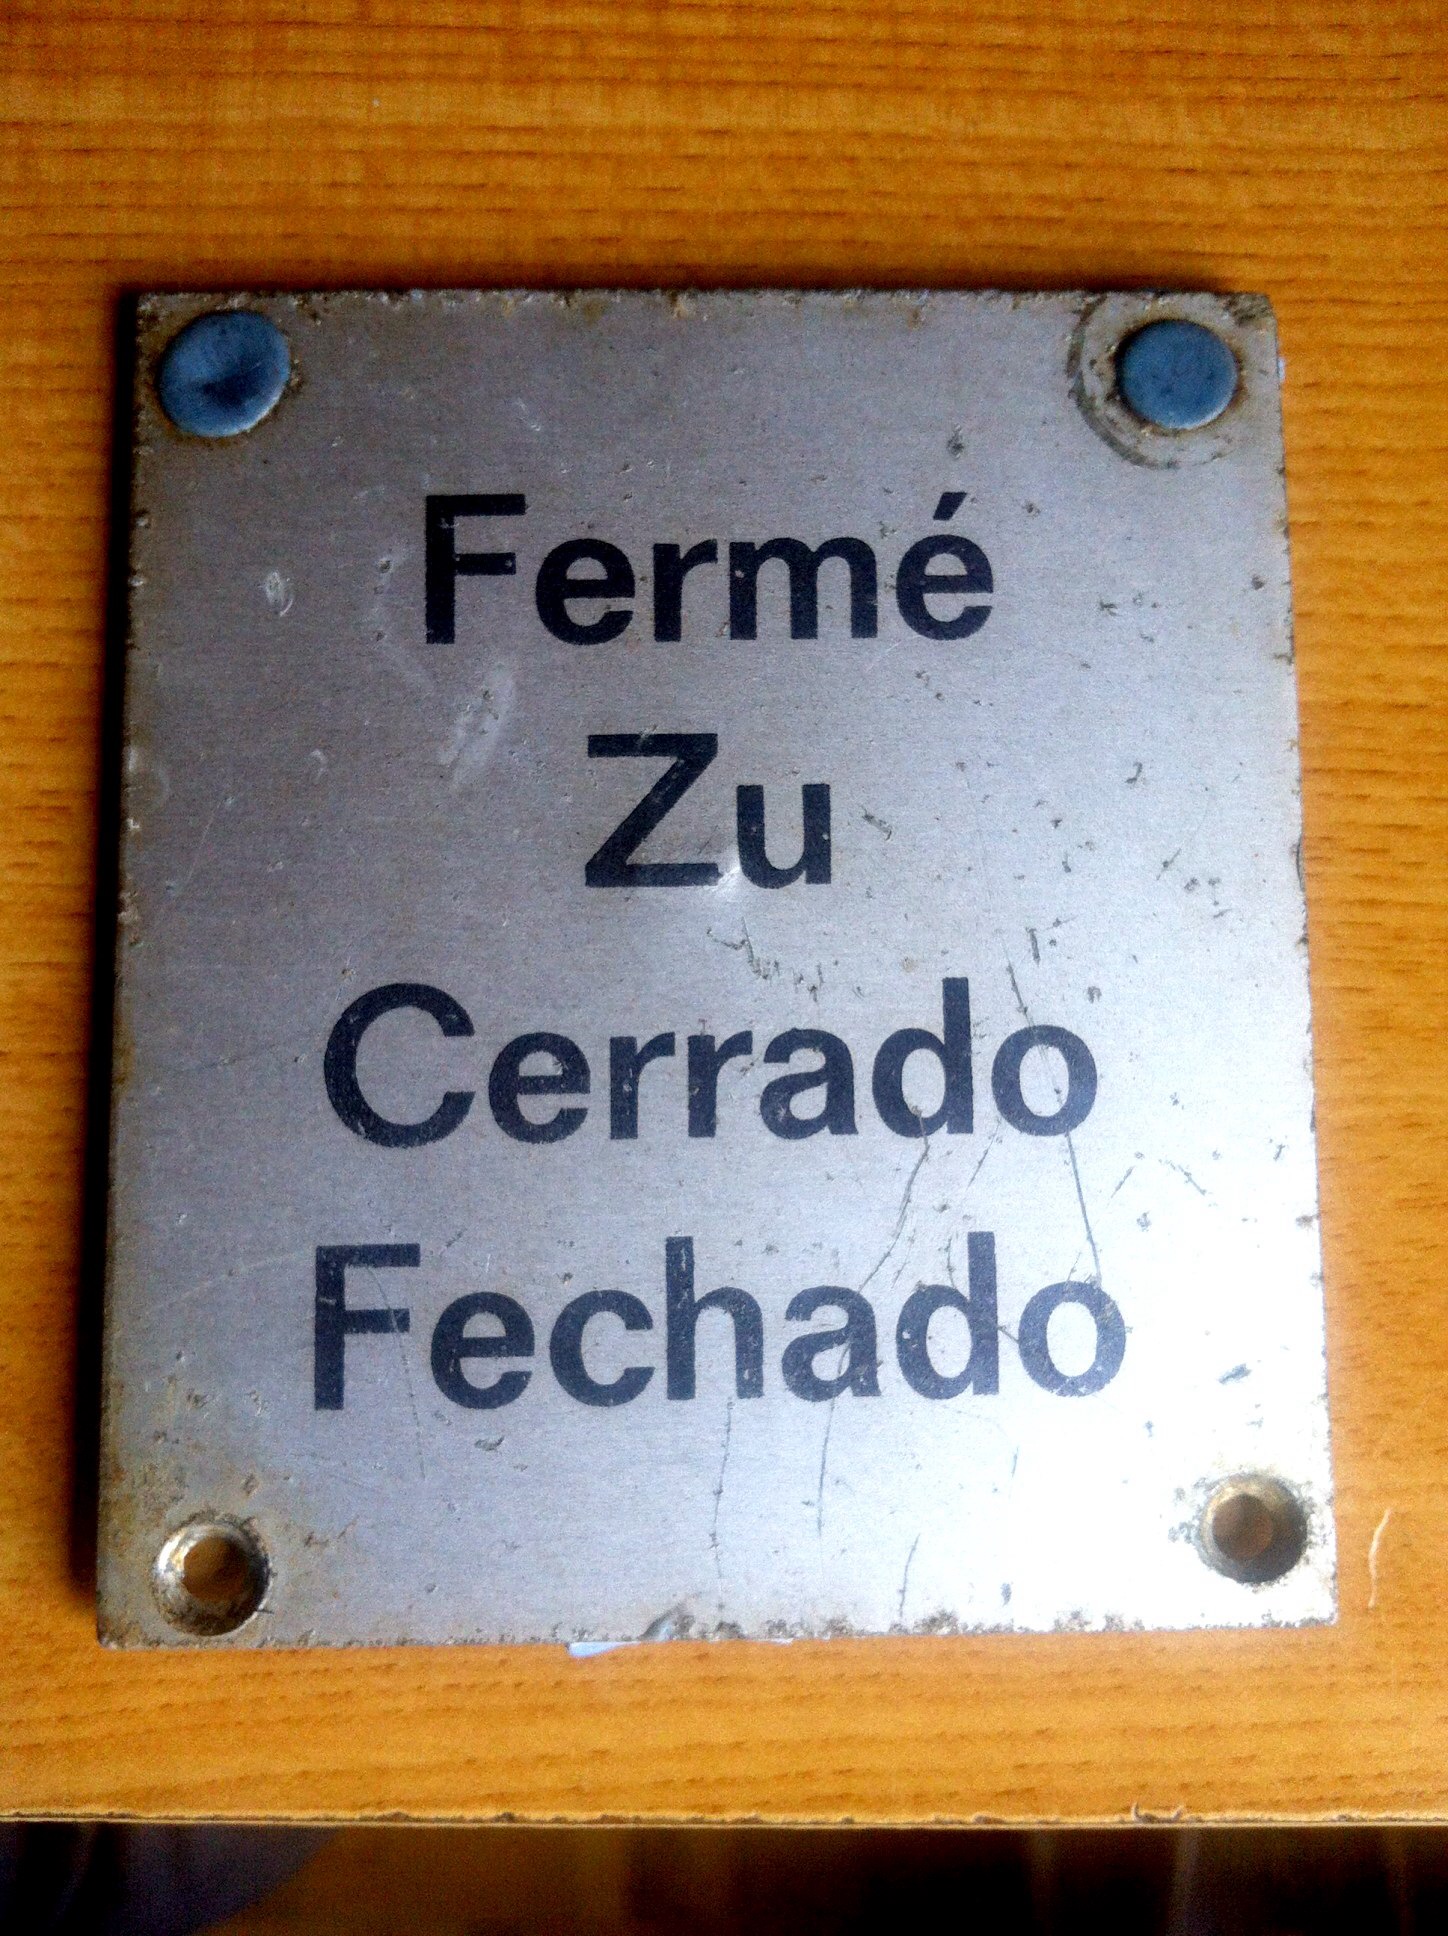 Fermé
Zu
Cerrado
Fechado